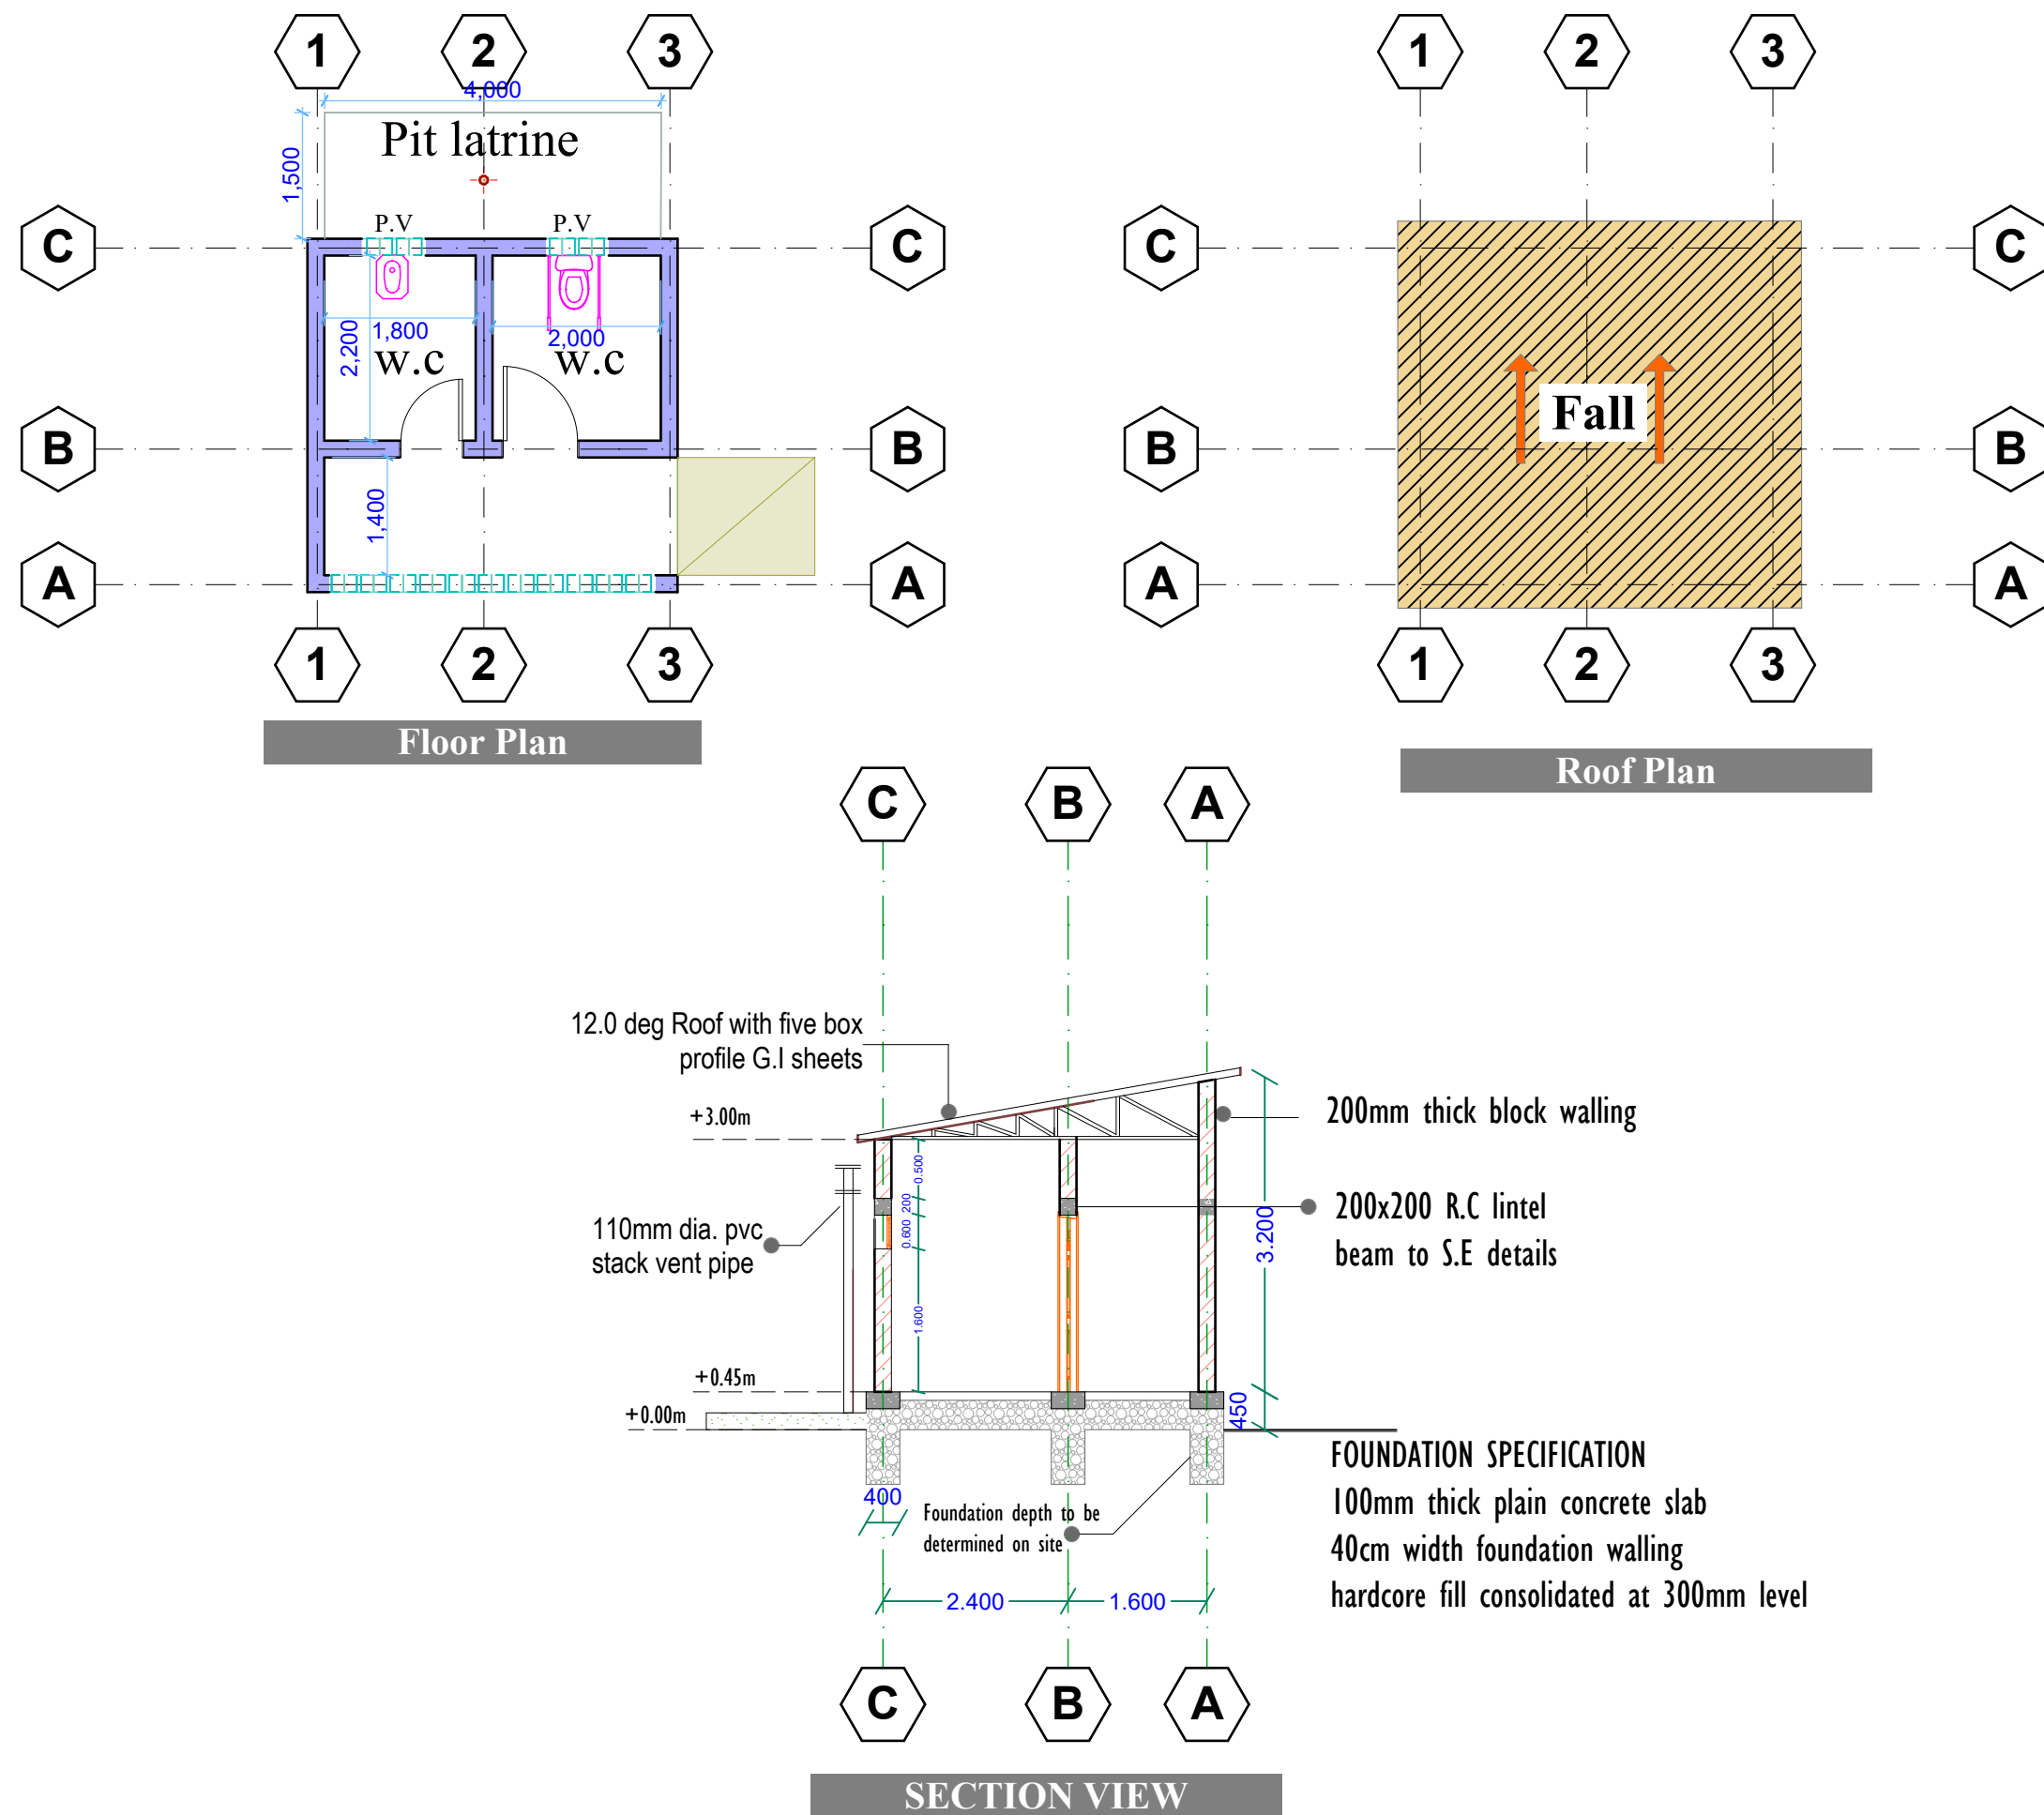 1
2
3
4,000
Pit latrine
1,500
P.V
P.V
C
C
1,800
2,000
2,200
w.c
w.c
B
B
1,400
A
A
1
2
3
Floor Plan
1
2
3
C
C
Fall
B
B
A
A
1
2
3
Roof Plan
C
B
A
12.0 deg Roof with five box
profile G.I sheets
+3.00m
200mm thick block walling
0.500
200
0.600
1.600
110mm dia. pvc
stack vent pipe
200x200 R.C lintel
beam to S.E details
3.200
+0.45m
+0.00m
450
400
Foundation depth to be
determined on site
FOUNDATION SPECIFICATION
100mm thick plain concrete slab
40cm width foundation walling
hardcore fill consolidated at 300mm level
2.400
1.600
C
B
A
SECTION VIEW